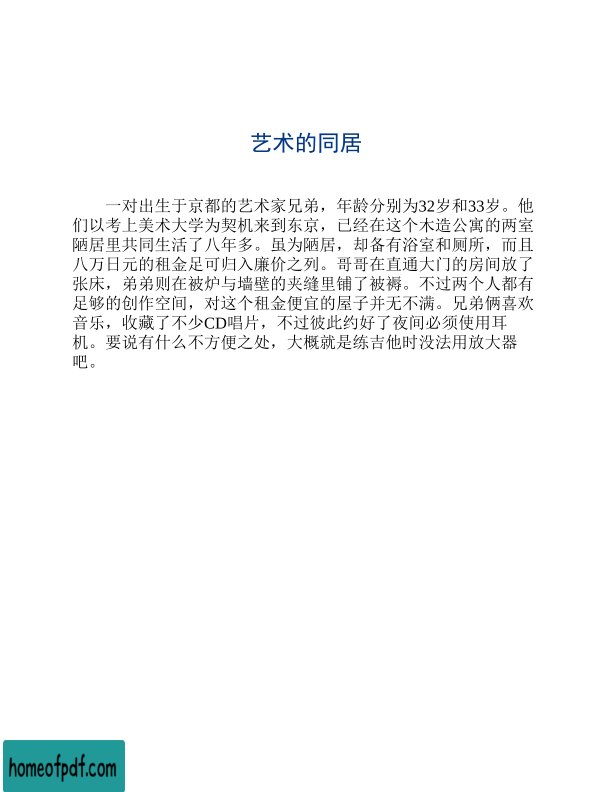 艺术的同居
一对出生于京都的艺术家兄弟，年龄分别为32岁和33岁。他
们以考上美术大学为契机来到东京，已经在这个木造公寓的两室
陋居里共同生活了八年多。虽为陋居，却备有浴室和厕所，而且
八万日元的租金足可归入廉价之列。哥哥在直通大门的房间放了
张床，弟弟则在被炉与墙壁的夹缝里铺了被褥。不过两个人都有
足够的创作空间，对这个租金便宜的屋子并无不满。兄弟俩喜欢
音乐，收藏了不少CD唱片，不过彼此约好了夜间必须使用耳
机。要说有什么不方便之处，大概就是练吉他时没法用放大器
吧。
homeofpdf.com